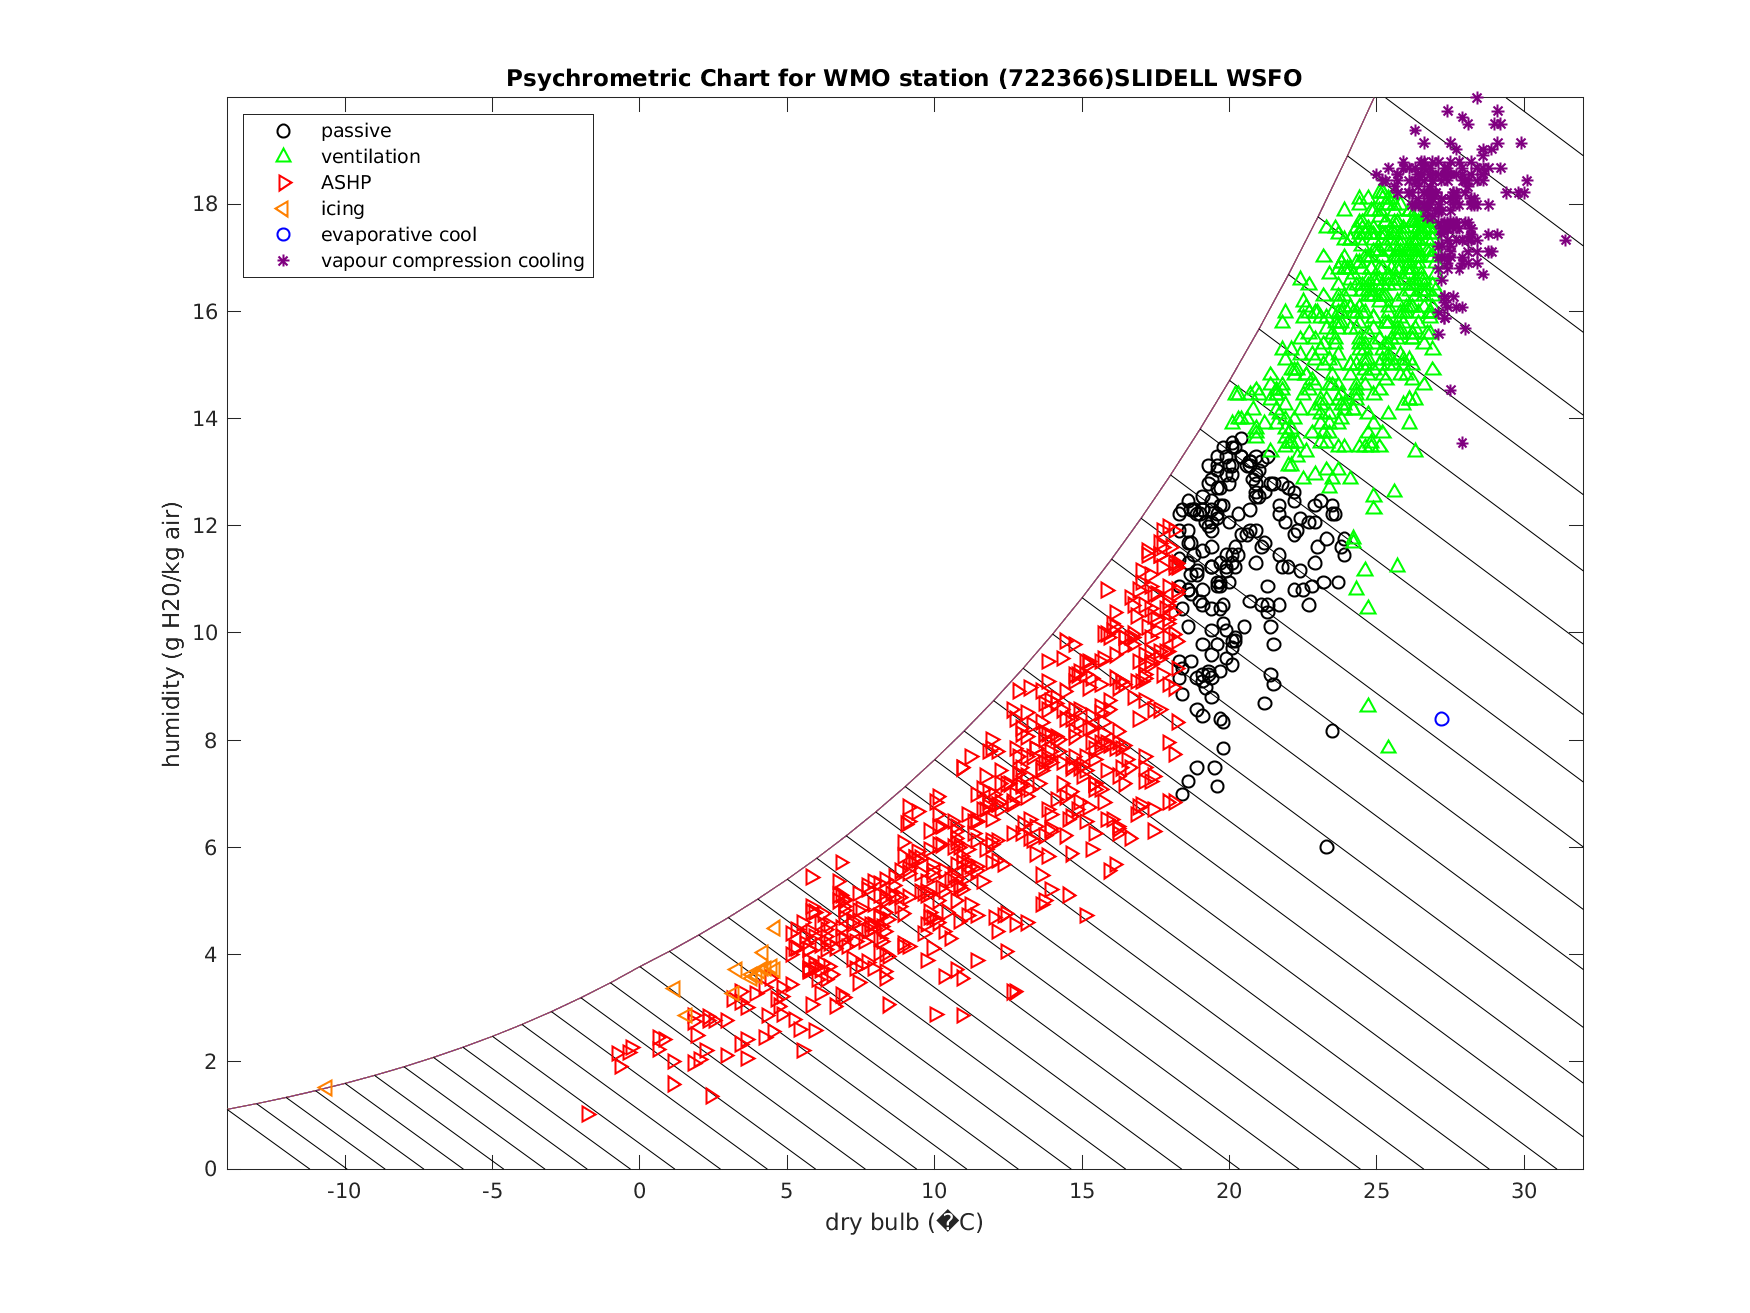 Psychrometric Chart for WMO station (722366)SLIDELL WSFO
passive
ventilation
ASHP
icing
evaporative cool
vapour compression cooling
humidity (g H20/kg air)
18
16
14
12
10
8
6
4
2
0
-10 -5 0 5 10 15 20 25 30
dry bulb (�C)